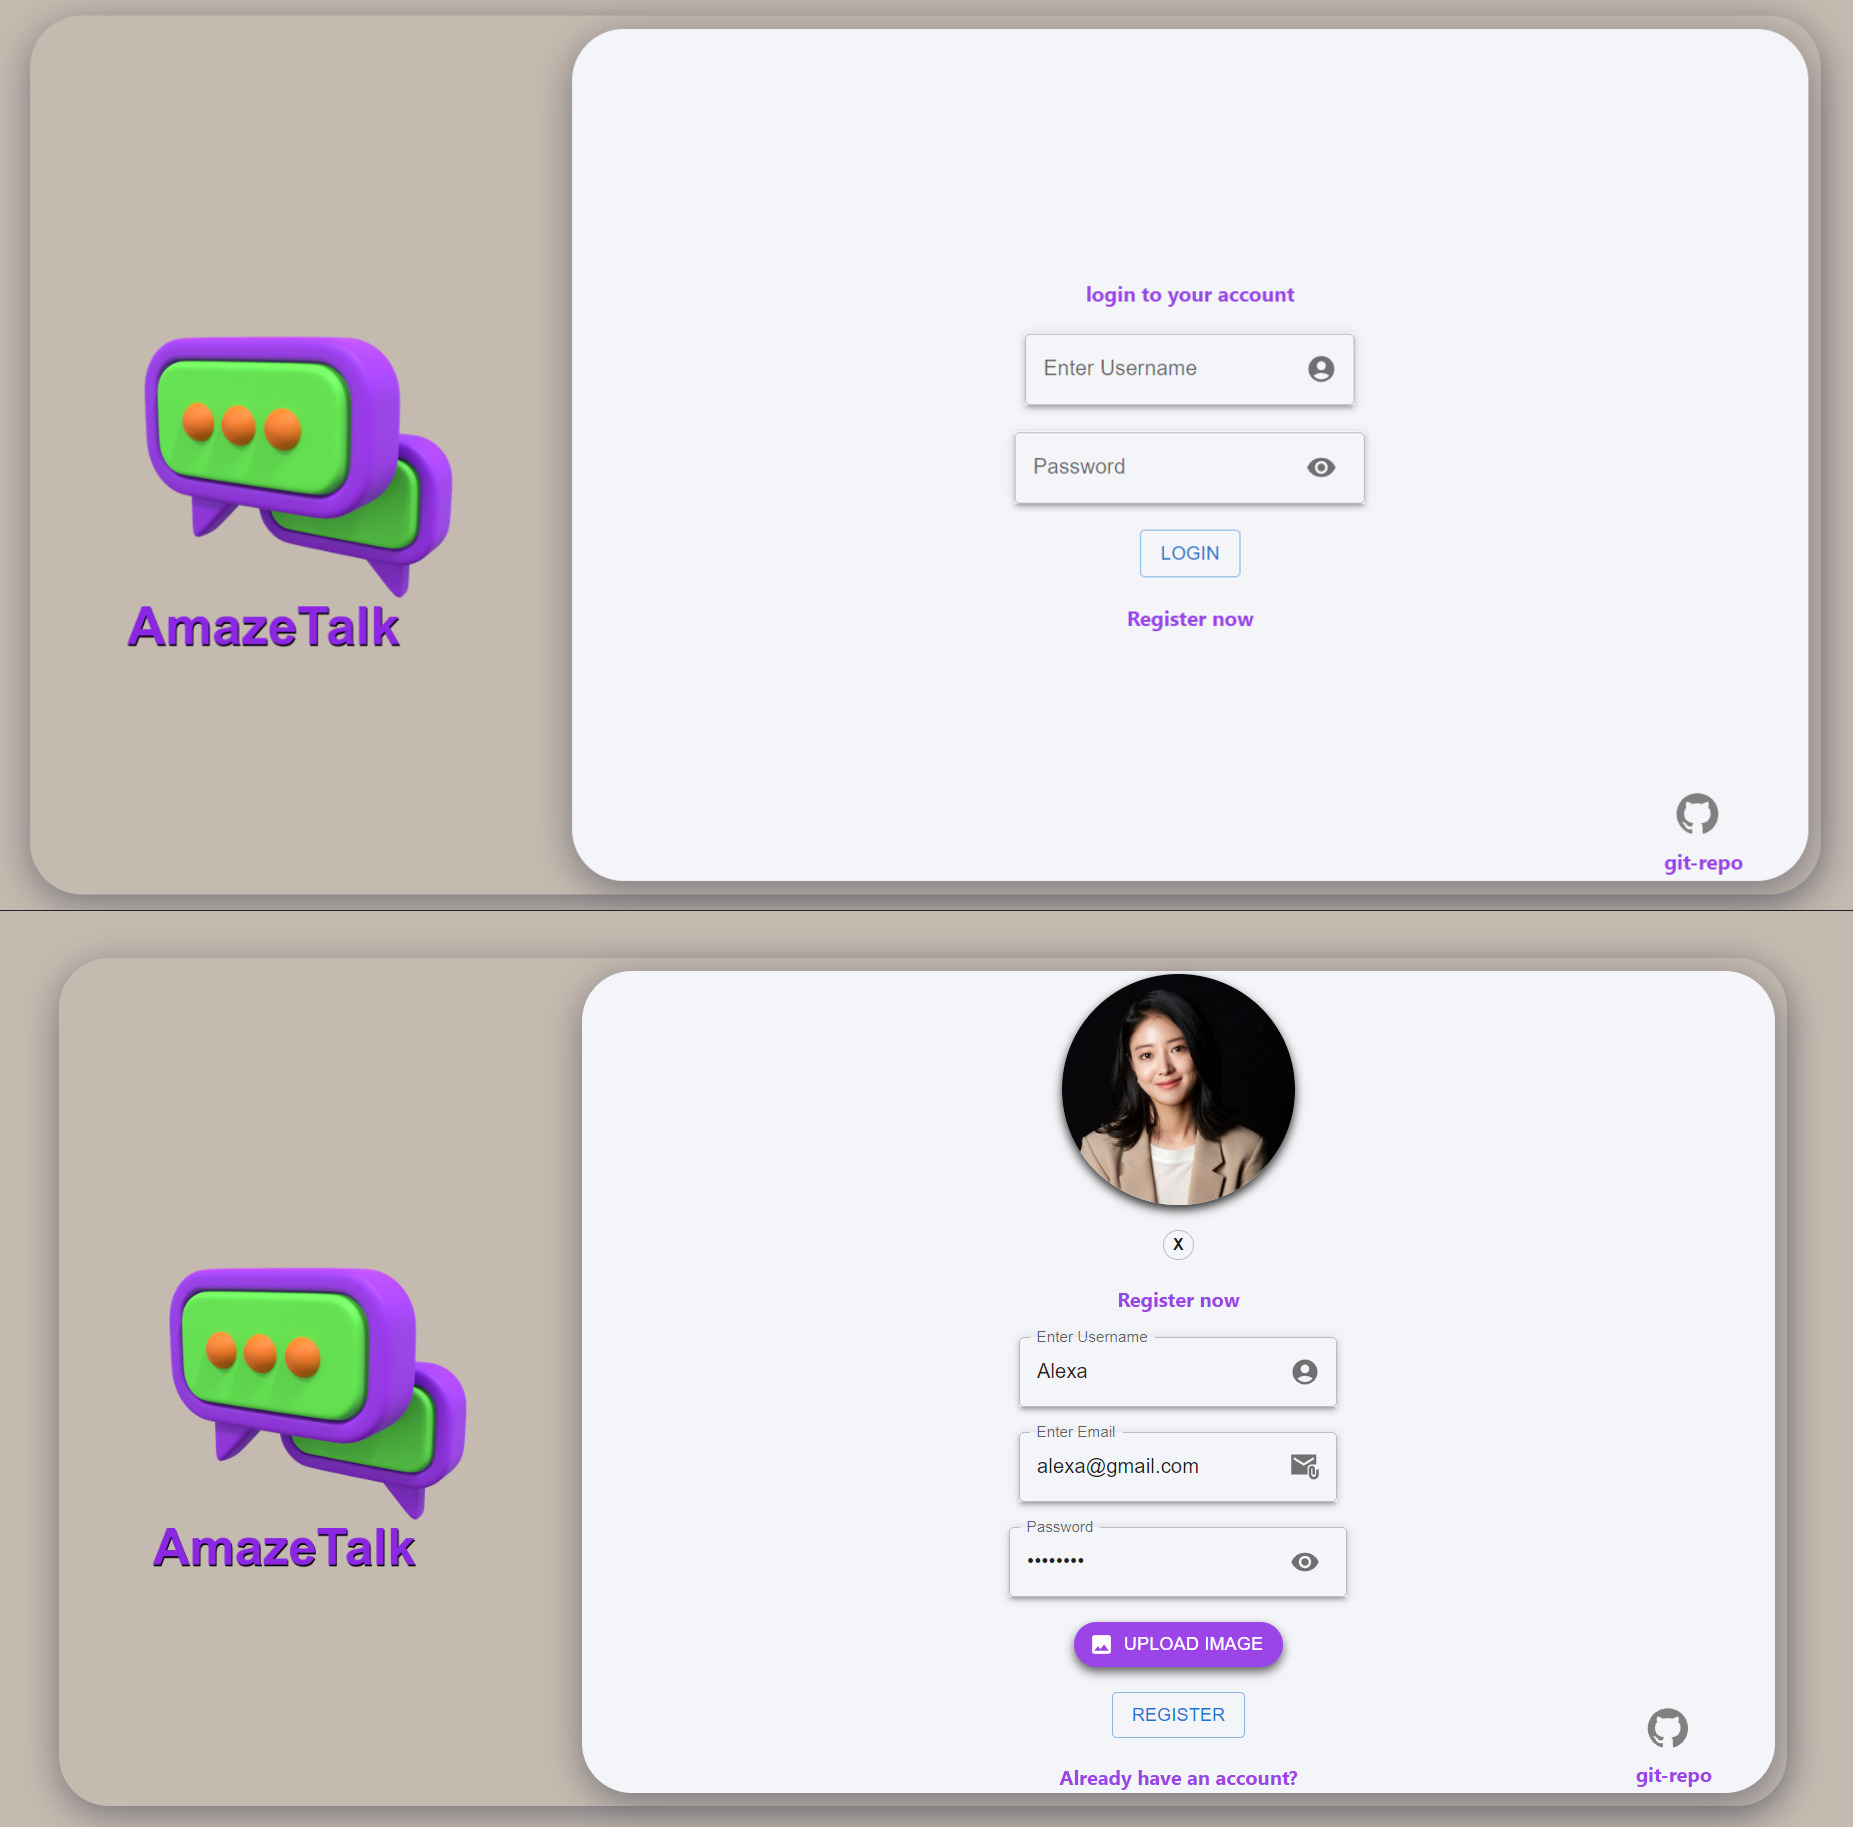 login to your account
Enter Username
Password
LOGIN
Register now
AmazeTalk
git-repo
X
Register now
Enter Username
Alexa
Enter Email
alexa@gmail.com
Password
••••••••
UPLOAD IMAGE
REGISTER
Already have an account?
AmazeTalk
git-repo